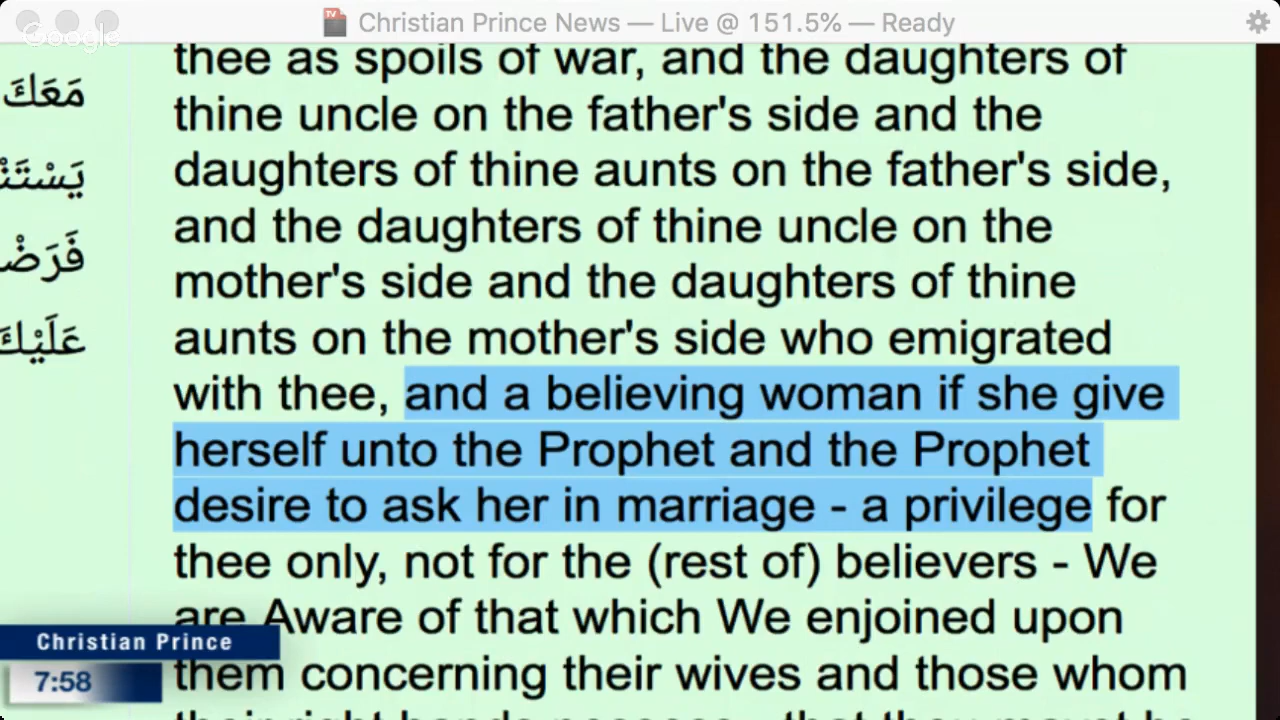 Christian Prince News — Live @ 151.5% — Ready
Google
thee as spoils of war, and the daughters of
thine uncle on the father's side and the
daughters of thine aunts on the father's side,
and the daughters of thine uncle on the
mother's side and the daughters of thine
aunts on the mother's side who emigrated
with thee, and a believing woman if she give
herself unto the Prophet and the Prophet
desire to ask her in marriage - a privilege for
thee only, not for the (rest of) believers - We
are Aware of that which We enjoined upon
them concerning their wives and those whom
مَعَكَ
عَلَيْكَ
Christian Prince
7:58